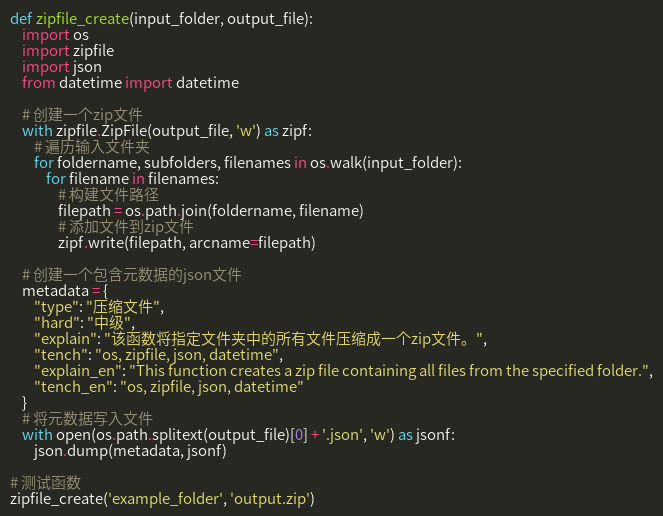 def zipfile_create(input_folder, output_file):
    import os
    import zipfile
    import json
    from datetime import datetime

    # 创建一个zip文件
    with zipfile.ZipFile(output_file, 'w') as zipf:
        # 遍历输入文件夹
        for foldername, subfolders, filenames in os.walk(input_folder):
            for filename in filenames:
                # 构建文件路径
                filepath = os.path.join(foldername, filename)
                # 添加文件到zip文件
                zipf.write(filepath, arcname=filepath)

    # 创建一个包含元数据的json文件
    metadata = {
        "type": "压缩文件",
        "hard": "中级",
        "explain": "该函数将指定文件夹中的所有文件压缩成一个zip文件。",
        "tench": "os, zipfile, json, datetime",
        "explain_en": "This function creates a zip file containing all files from the specified folder.",
        "tench_en": "os, zipfile, json, datetime"
    }
    # 将元数据写入文件
    with open(os.path.splitext(output_file)[0] + '.json', 'w') as jsonf:
        json.dump(metadata, jsonf)

# 测试函数
zipfile_create('example_folder', 'output.zip')